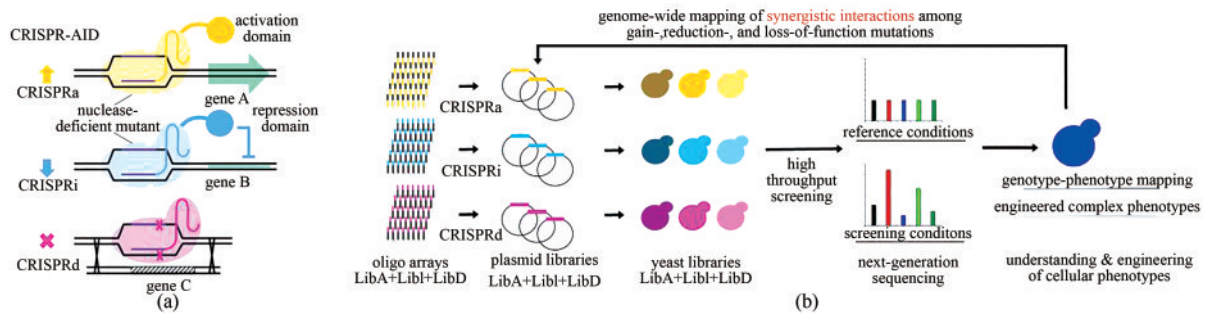 CRISPR-AID
activation
domain
CRISPRa
gene A
nuclease-
deficient mutant
repression
domain
CRISPRi
gene B
CRISPRd
gene C
(a)
genome-wide mapping of synergistic interactions among
gain-,reduction-, and loss-of-function mutations
CRISPRa
CRISPRi
CRISPRd
oligo arrays
LibA+LibI+LibD
plasmid libraries
LibA+LibI+LibD
yeast libraries
LibA+LibI+LibD
high
throughput
screening
reference conditions
screening conditons
next-generation
sequencing
genotype-phenotype mapping
engineered complex phenotypes
understanding & engineering
of cellular phenotypes
(b)